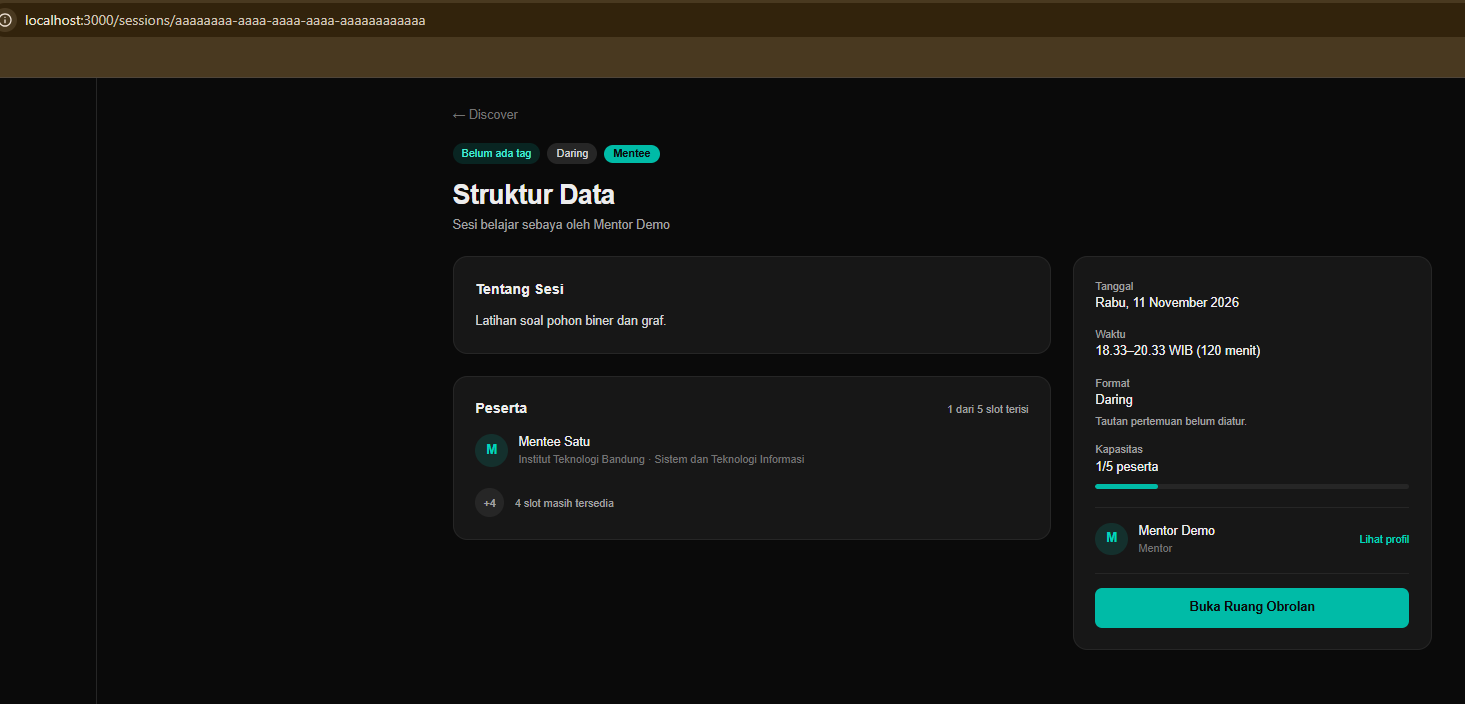 localhost:3000/sessions/aaaaaaaa-aaaa-aaaa-aaaa-aaaaaaaaaaaa
← Discover
Belum ada tag
Daring
Mentee
Struktur Data
Sesi belajar sebaya oleh Mentor Demo
Tentang Sesi
Latihan soal pohon biner dan graf.
Peserta
1 dari 5 slot terisi
M
Mentee Satu
Institut Teknologi Bandung · Sistem dan Teknologi Informasi
+4
4 slot masih tersedia
Tanggal
Rabu, 11 November 2026
Waktu
18.33–20.33 WIB (120 menit)
Format
Daring
Tautan pertemuan belum diatur.
Kapasitas
1/5 peserta
M
Mentor Demo
Mentor
Lihat profil
Buka Ruang Obrolan